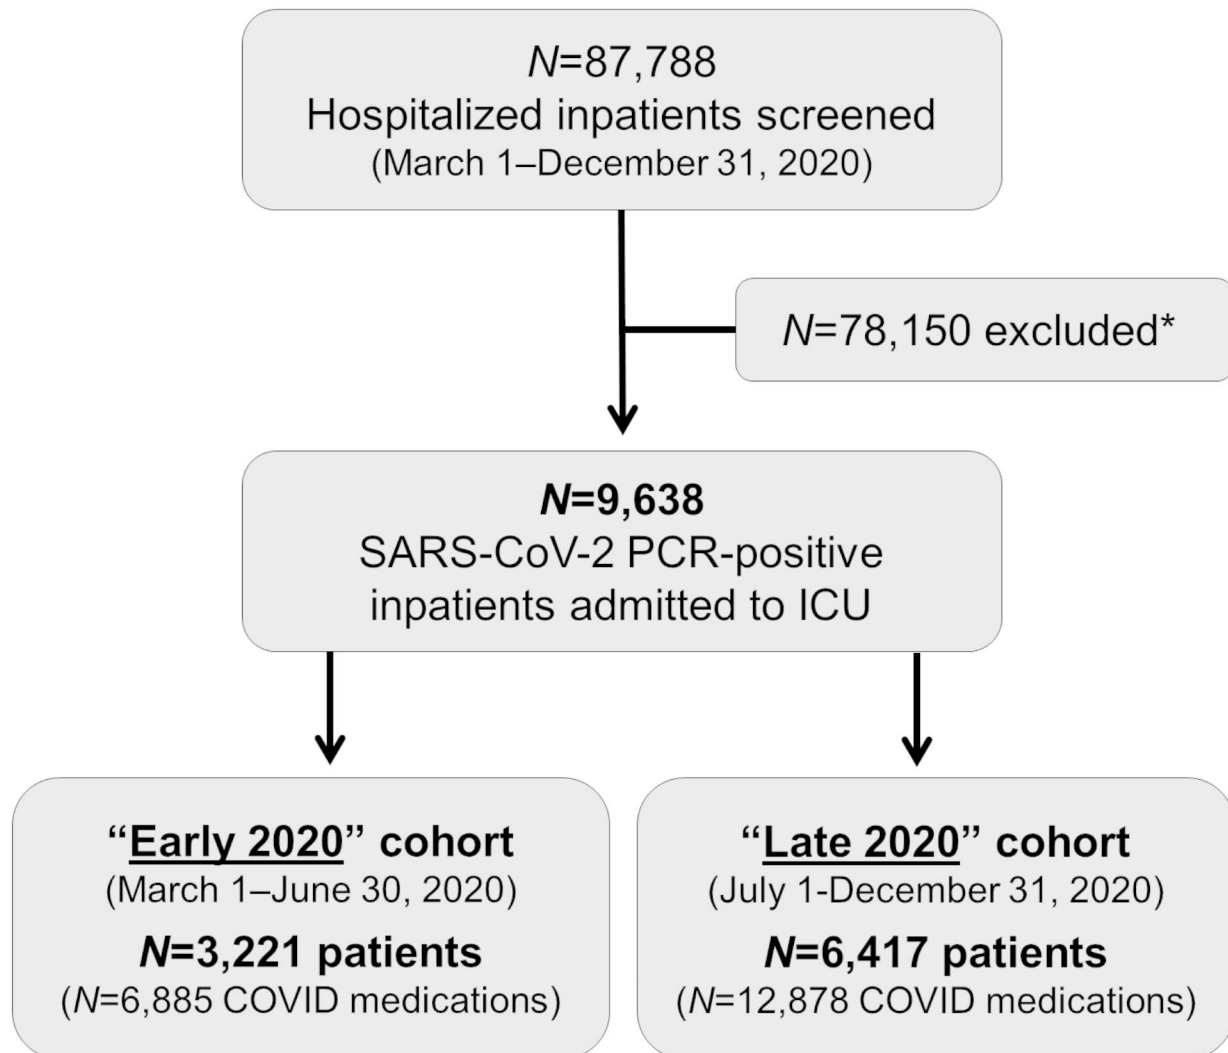 N=87,788
Hospitalized inpatients screened
(March 1–December 31, 2020)
N=78,150 excluded*
N=9,638
SARS-CoV-2 PCR-positive
inpatients admitted to ICU
“Early 2020” cohort
(March 1–June 30, 2020)
N=3,221 patients
(N=6,885 COVID medications)
“Late 2020” cohort
(July 1-December 31, 2020)
N=6,417 patients
(N=12,878 COVID medications)